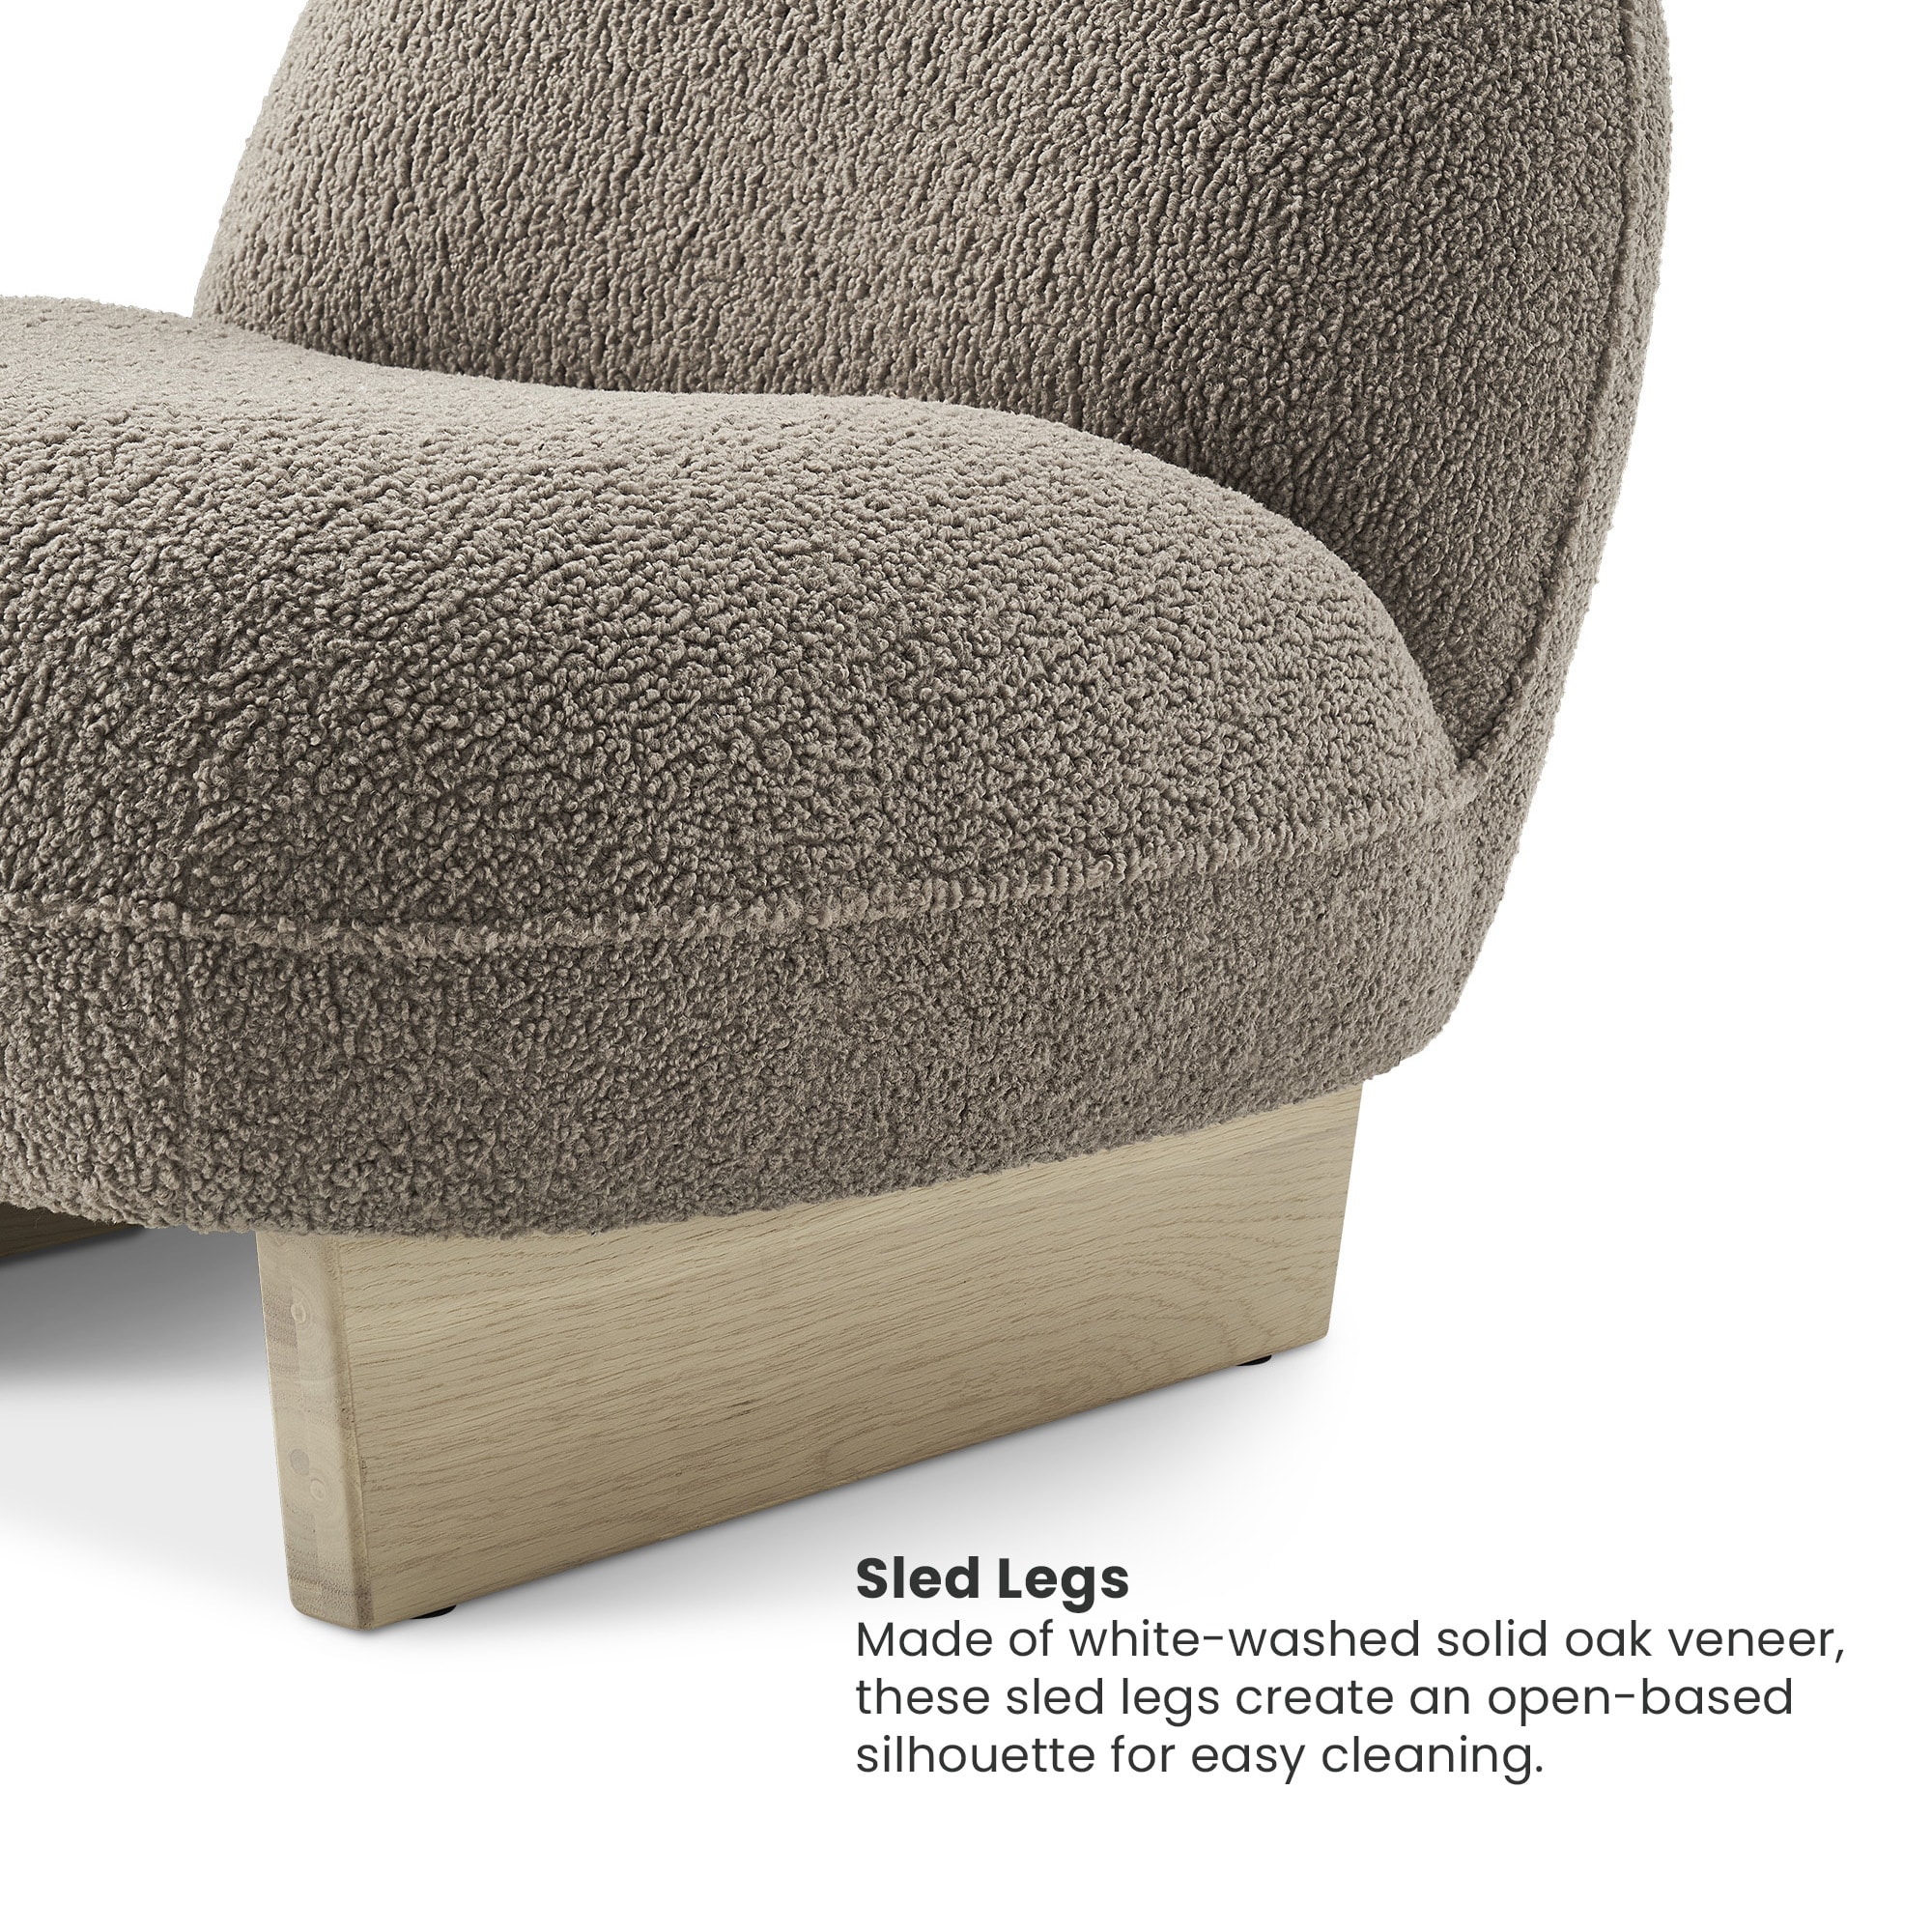 Sled Legs
Made of white-washed solid oak veneer,
these sled legs create an open-based
silhouette for easy cleaning.